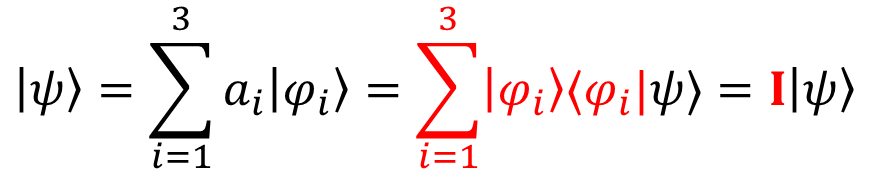 |ψ⟩ = ∑_{i=1}^{3} a_i|φ_i⟩ = ∑_{i=1}^{3} |φ_i⟩⟨φ_i|ψ⟩ = 𝐈|ψ⟩